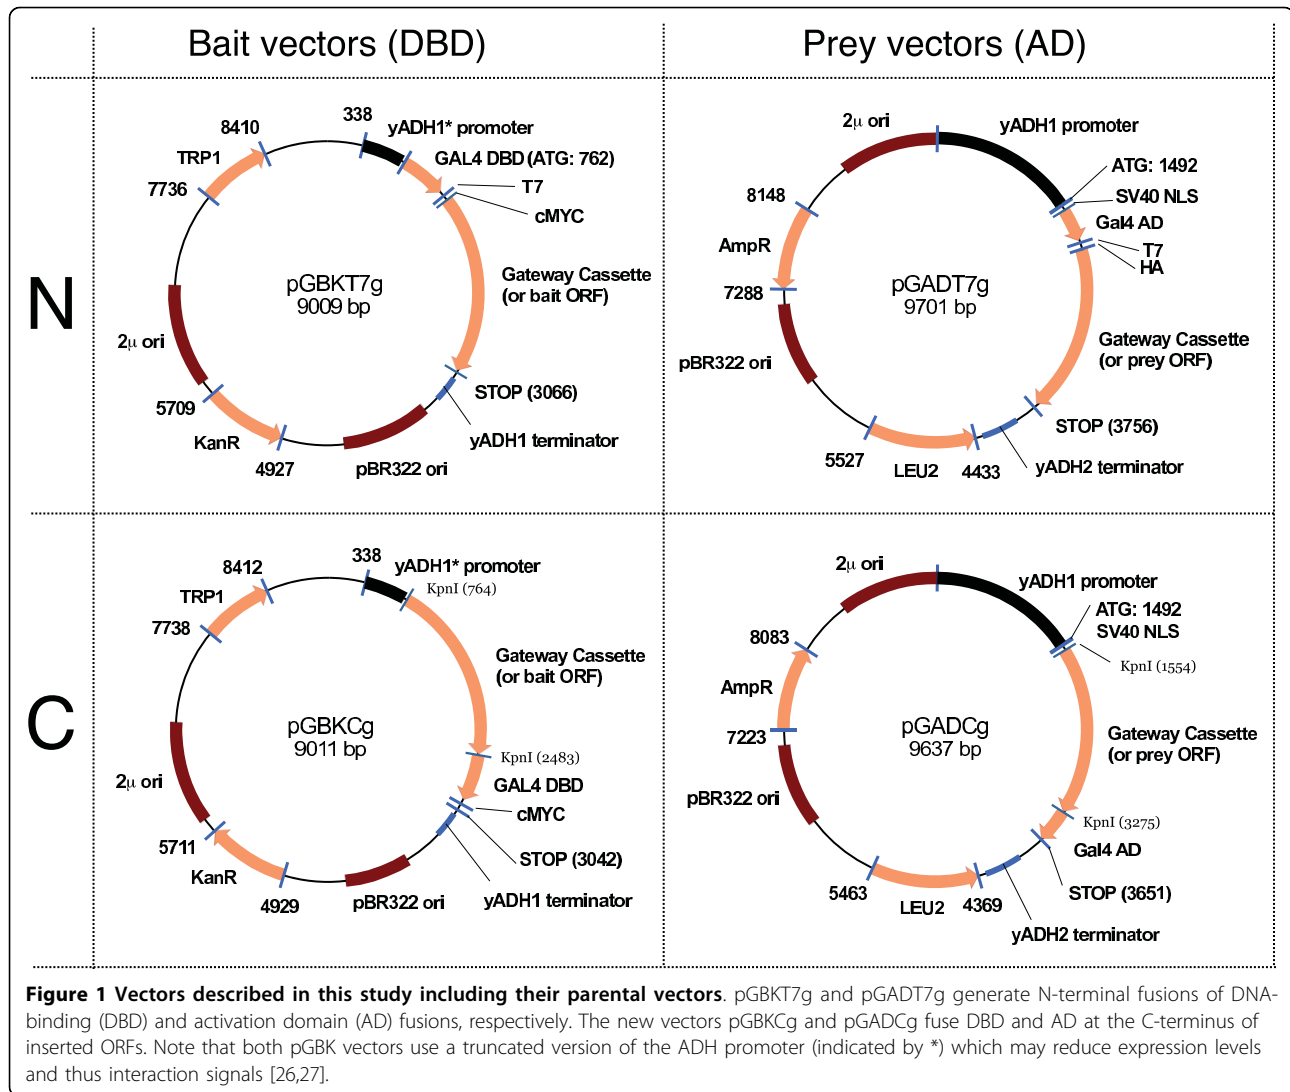 Bait vectors (DBD)
Prey vectors (AD)
N
338
8410
yADH1* promoter
TRP1
GAL4 DBD (ATG: 762)
7736
T7
cMYC
pGBKT7g
9009 bp
Gateway Cassette
(or bait ORF)
2μ ori
5709
STOP (3066)
KanR
yADH1 terminator
4927
pBR322 ori
2μ ori
yADH1 promoter
ATG: 1492
8148
SV40 NLS
Gal4 AD
AmpR
T7
HA
7288
pGADT7g
9701 bp
Gateway Cassette
(or prey ORF)
pBR322 ori
STOP (3756)
5527
LEU2
4433
yADH2 terminator
C
338
8412
yADH1* promoter
KpnI (764)
TRP1
7738
Gateway Cassette
(or bait ORF)
pGBKCg
9011 bp
KpnI (2483)
2μ ori
GAL4 DBD
cMYC
5711
STOP (3042)
KanR
yADH1 terminator
4929
pBR322 ori
2μ ori
yADH1 promoter
ATG: 1492
SV40 NLS
8083
KpnI (1554)
AmpR
7223
pGADCg
9637 bp
Gateway Cassette
(or prey ORF)
pBR322 ori
KpnI (3275)
Gal4 AD
5463
LEU2
4369
STOP (3651)
yADH2 terminator
Figure 1 Vectors described in this study including their parental vectors. pGBKT7g and pGADT7g generate N-terminal fusions of DNA-
binding (DBD) and activation domain (AD) fusions, respectively. The new vectors pGBKCg and pGADCg fuse DBD and AD at the C-terminus of
inserted ORFs. Note that both pGBK vectors use a truncated version of the ADH promoter (indicated by *) which may reduce expression levels
and thus interaction signals [26,27].